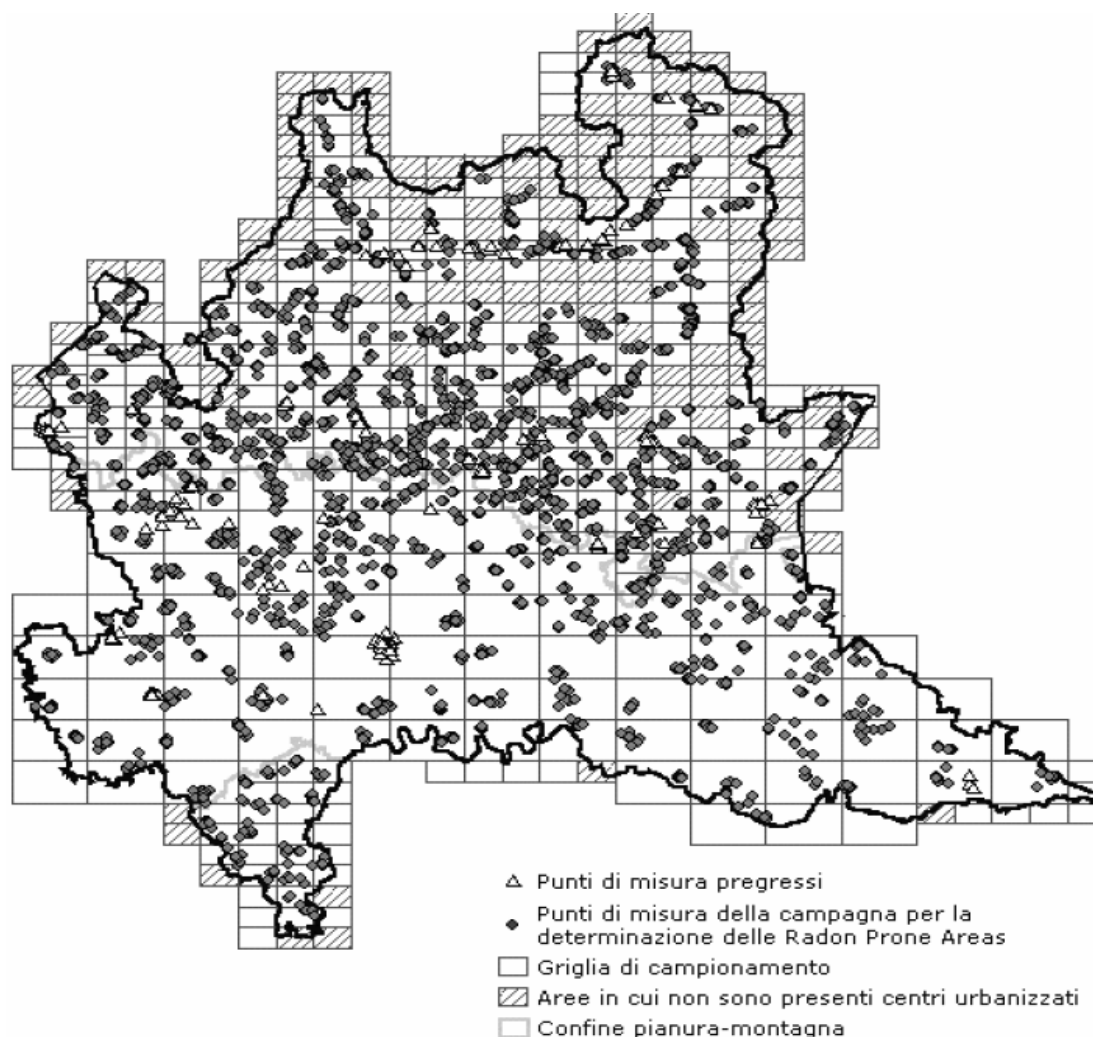 Punti di misura pregressi
Punti di misura della campagna per la
determinazione delle Radon Prone Areas
Griglia di campionamento
Aree in cui non sono presenti centri urbanizzati
Confine pianura-montagna